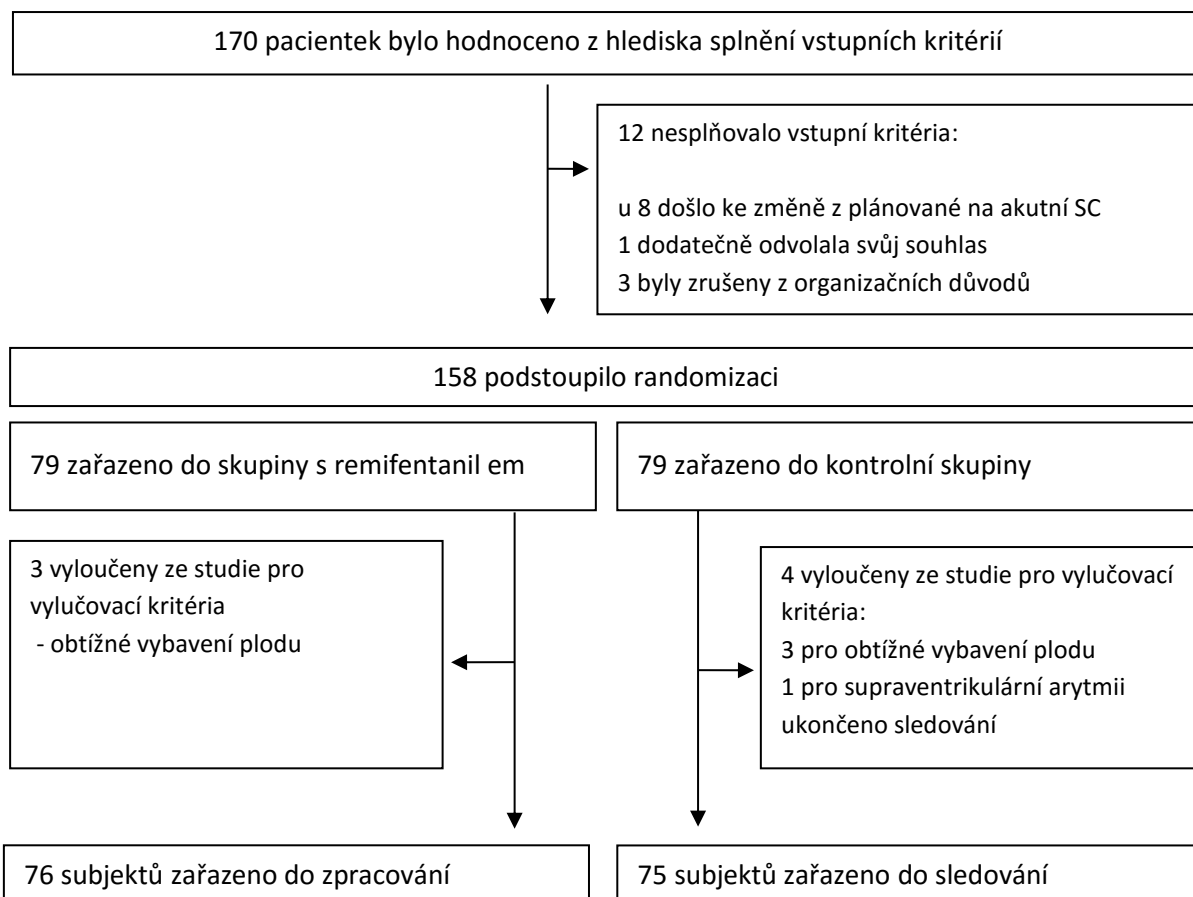 170 pacientek bylo hodnoceno z hlediska splnění vstupních kritérií
12 nesplňovalo vstupní kritéria:
u 8 došlo ke změně z plánované na akutní SC
1 dodatečně odvolala svůj souhlas
3 byly zrušeny z organizačních důvodů
158 podstoupilo randomizaci
79 zařazeno do skupiny s remifentanil em
79 zařazeno do kontrolní skupiny
3 vyloučeny ze studie pro
vylučovací kritéria
- obtížné vybavení plodu
4 vyloučeny ze studie pro vylučovací
kritéria:
3 pro obtížné vybavení plodu
1 pro supraventrikulární arytmii
ukončeno sledování
76 subjektů zařazeno do zpracování
75 subjektů zařazeno do sledování